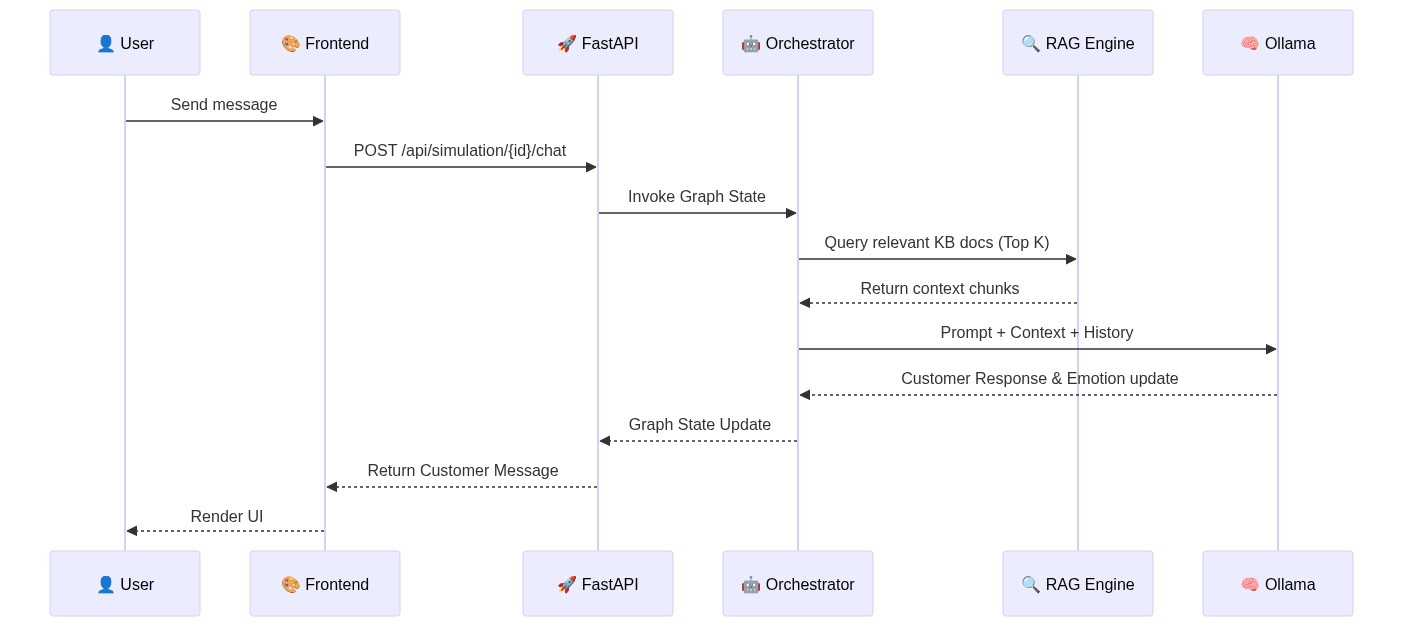 👤 User
🎨 Frontend
🚀 FastAPI
🤖 Orchestrator
🔍 RAG Engine
🧠 Ollama
Send message
POST /api/simulation/{id}/chat
Invoke Graph State
Query relevant KB docs (Top K)
Return context chunks
Prompt + Context + History
Customer Response & Emotion update
Graph State Update
Return Customer Message
Render UI
👤 User
🎨 Frontend
🚀 FastAPI
🤖 Orchestrator
🔍 RAG Engine
🧠 Ollama